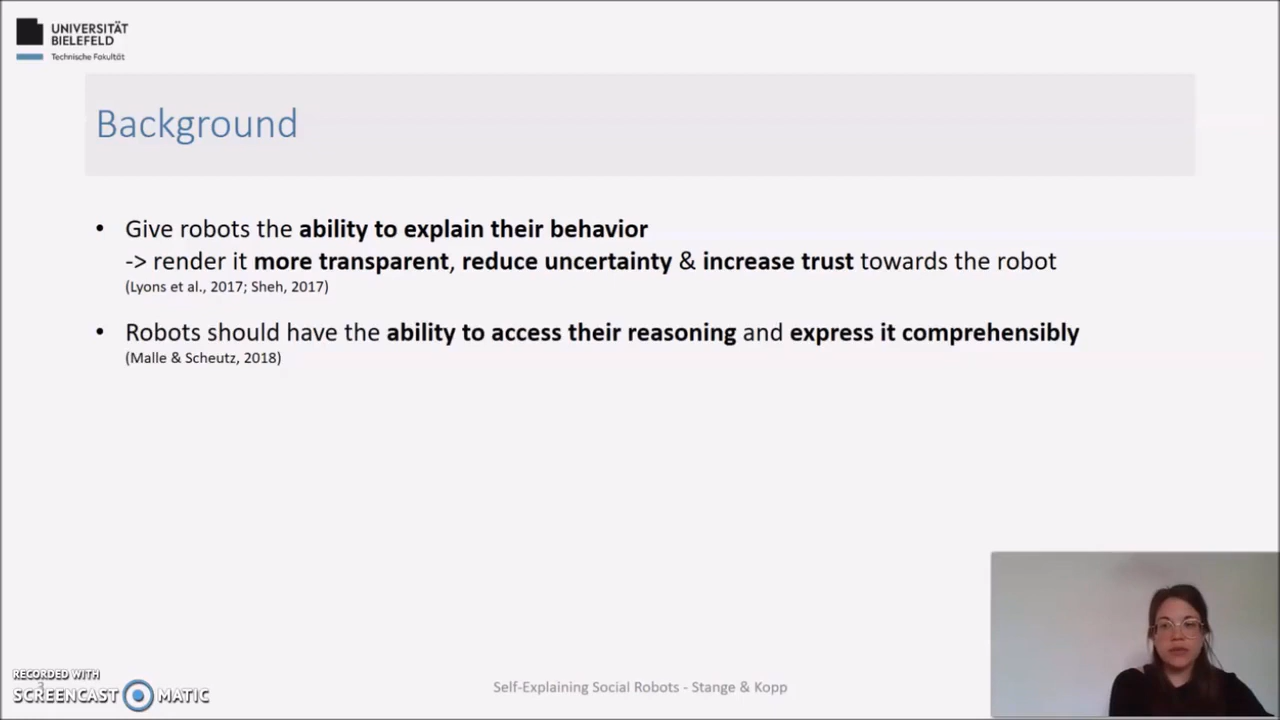 UNIVERSITÄT
BIELEFELD
Technische Fakultät
Background
• Give robots the ability to explain their behavior
-> render it more transparent, reduce uncertainty & increase trust towards the robot
(Lyons et al., 2017; Sheh, 2017)
• Robots should have the ability to access their reasoning and express it comprehensibly
(Malle & Scheutz, 2018)
RECORDED WITH
SCREENCAST MATIC
Self-Explaining Social Robots - Stange & Kopp